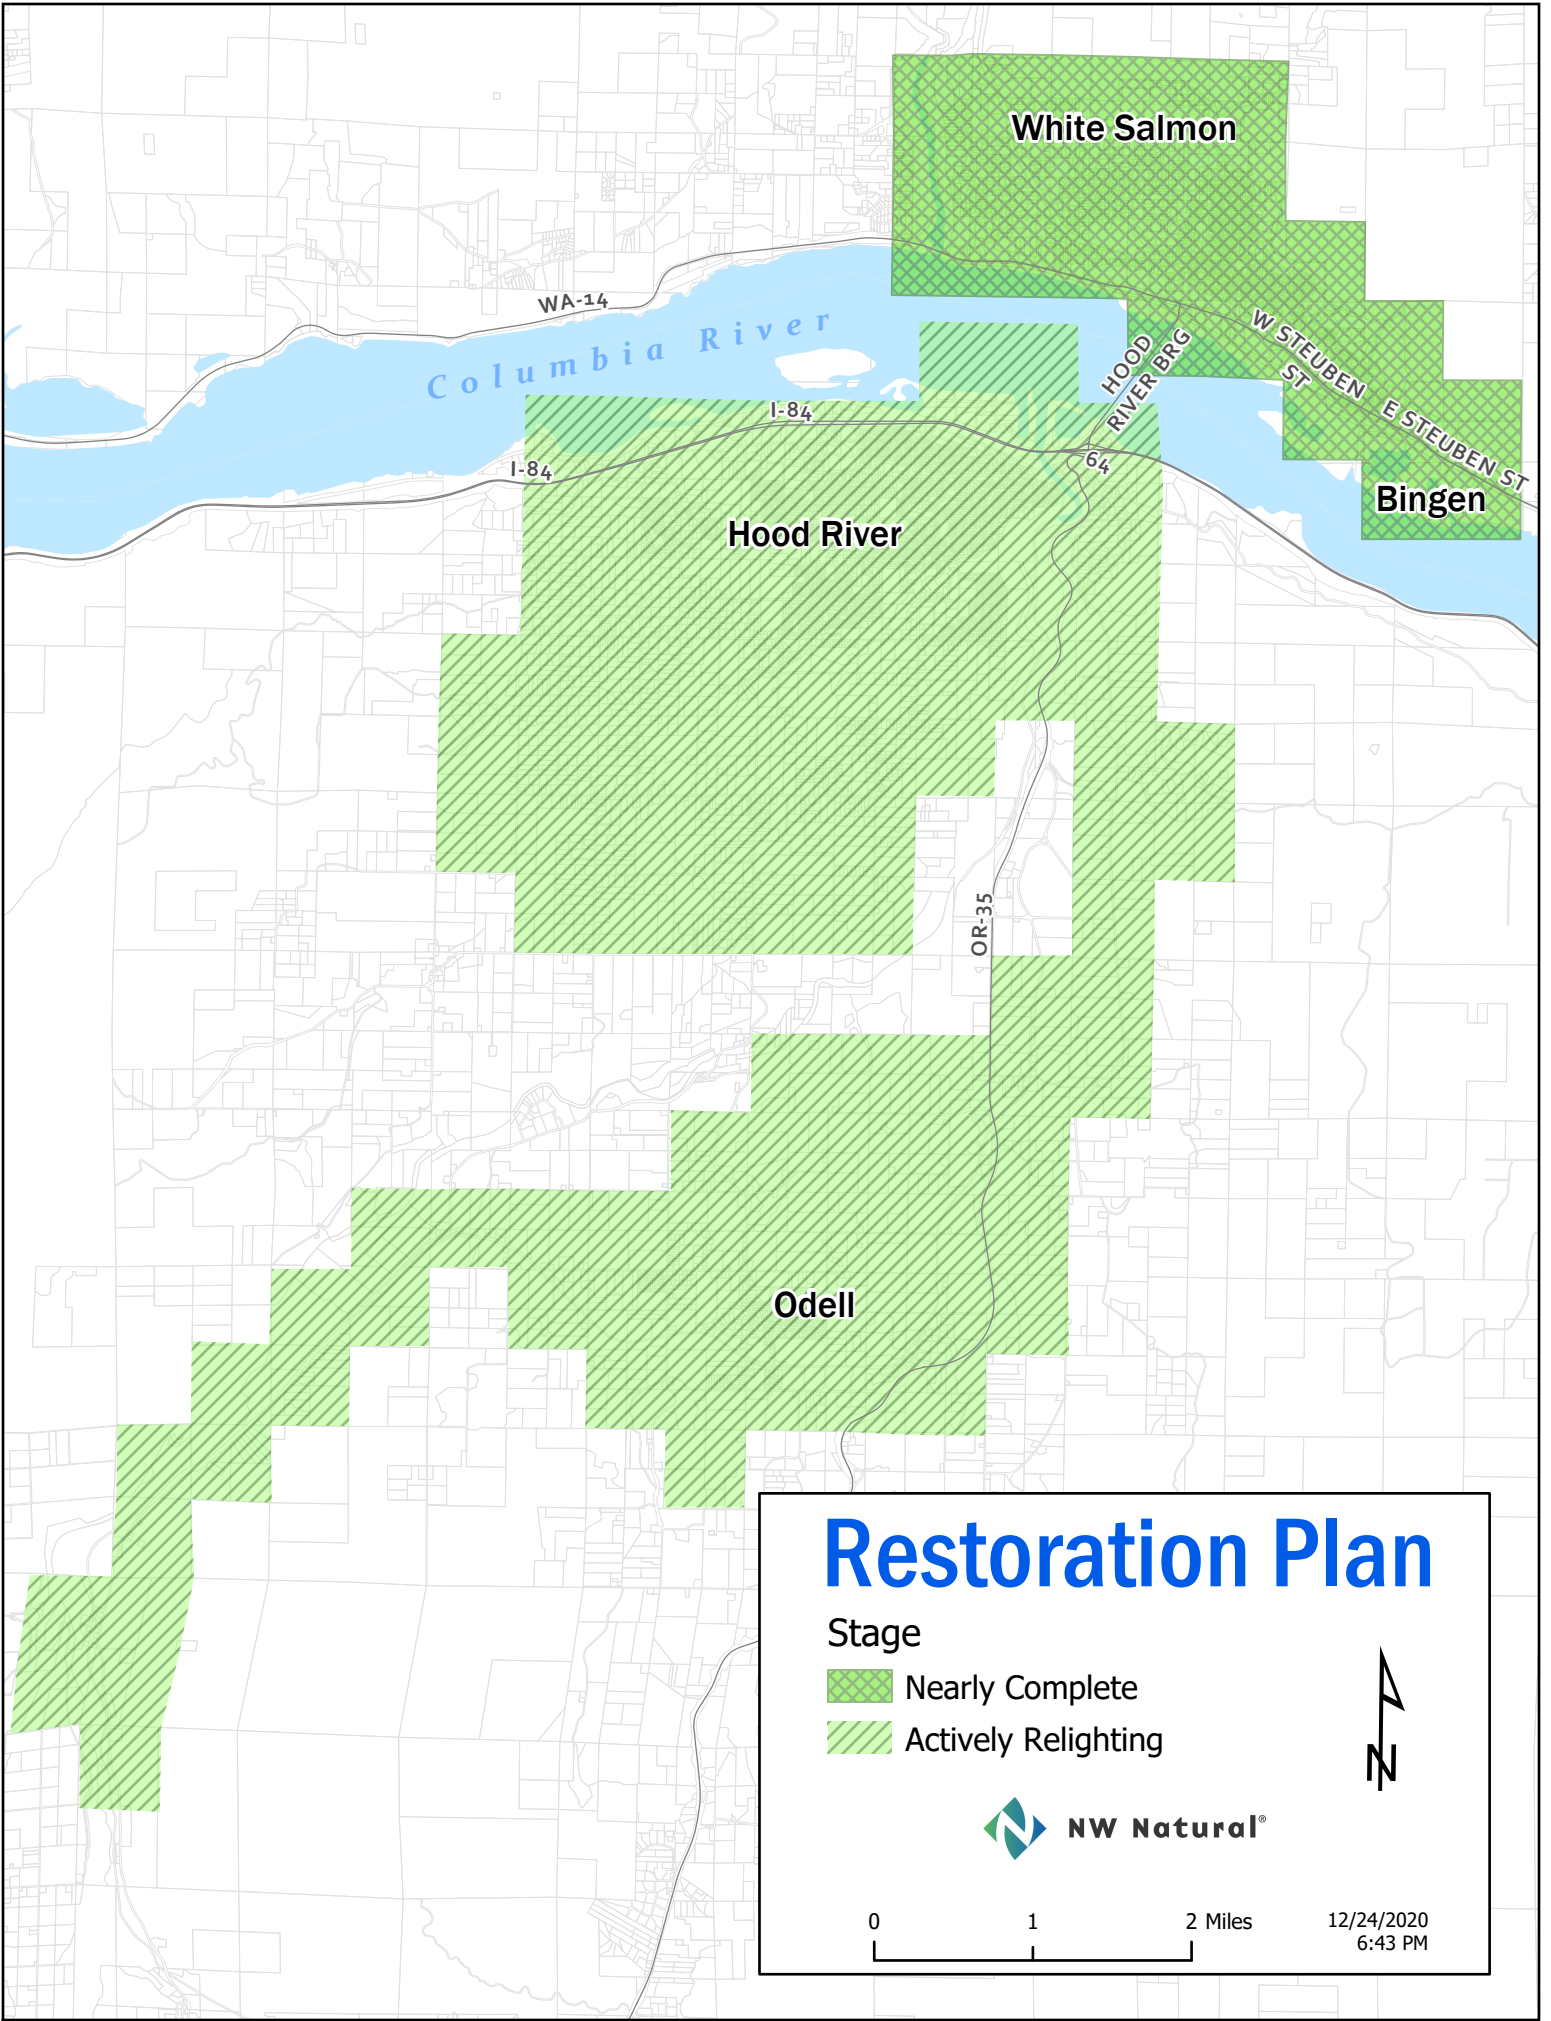 White Salmon
WA-14
Columbia River
HOOD
RIVER BRG
W STEUBEN
ST
E STEUBEN ST
I-84
I-84
64
Bingen
Hood River
OR-35
Odell
Restoration Plan
Stage
Nearly Complete
Actively Relighting
N
NW Natural®
0 1 2 Miles
12/24/2020
6:43 PM